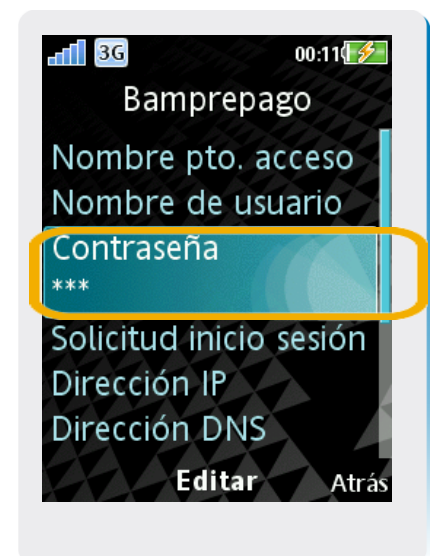 3G 00:11
Bamprepago
Nombre pto. acceso
Nombre de usuario
Contraseña
***
Solicitud inicio sesión
Dirección IP
Dirección DNS
Editar Atrás